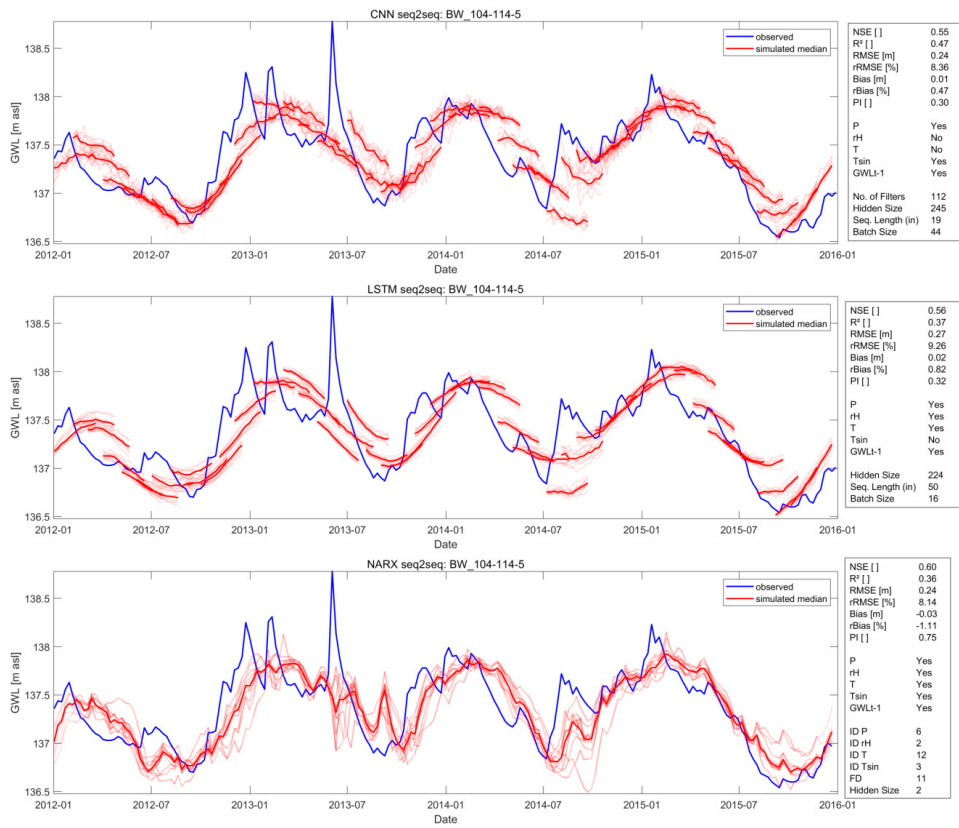 CNN seq2seq: BW_104-114-5
138.5
138
137.5
137
136.5
GWL [m asl]
observed
simulated median
2012-01
2012-07
2013-01
2013-07
2014-01
2014-07
2015-01
2015-07
2016-01
Date
NSE [ ] 0.55
R² [ ] 0.47
RMSE [m] 0.24
rRMSE [%] 8.36
Bias [m] 0.01
rBias [%] 0.47
PI [ ] 0.30
P Yes
rH No
T No
Tsin Yes
GWLt-1 Yes
No. of Filters 112
Hidden Size 245
Seq. Length (in) 19
Batch Size 44
LSTM seq2seq: BW_104-114-5
138.5
138
137.5
137
136.5
GWL [m asl]
observed
simulated median
2012-01
2012-07
2013-01
2013-07
2014-01
2014-07
2015-01
2015-07
2016-01
Date
NSE [ ] 0.56
R² [ ] 0.37
RMSE [m] 0.27
rRMSE [%] 9.26
Bias [m] 0.02
rBias [%] 0.82
PI [ ] 0.32
P Yes
rH Yes
T Yes
Tsin No
GWLt-1 Yes
Hidden Size 224
Seq. Length (in) 50
Batch Size 16
NARX seq2seq: BW_104-114-5
138.5
138
137.5
137
136.5
GWL [m asl]
observed
simulated median
2012-01
2012-07
2013-01
2013-07
2014-01
2014-07
2015-01
2015-07
2016-01
Date
NSE [ ] 0.60
R² [ ] 0.36
RMSE [m] 0.24
rRMSE [%] 8.14
Bias [m] -0.03
rBias [%] -1.11
PI [ ] 0.75
P Yes
rH Yes
T Yes
Tsin Yes
GWLt-1 Yes
ID P 6
ID rH 2
ID T 12
ID Tsin 3
FD 11
Hidden Size 2